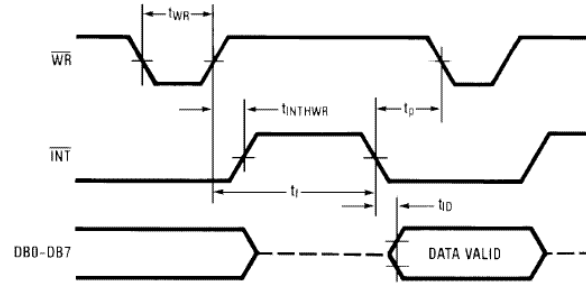 tWR
WR
tINTHWR
tp
INT
tI
tID
DB0-DB7
DATA VALID